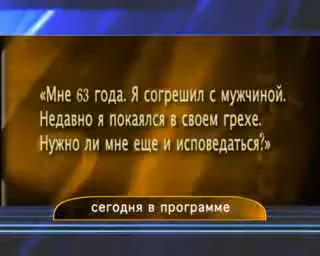 «Мне 63 года. Я согрешил с мужчиной.
Недавно я покаялся в своем грехе.
Нужно ли мне еще и исповедаться?»
сегодня в программе